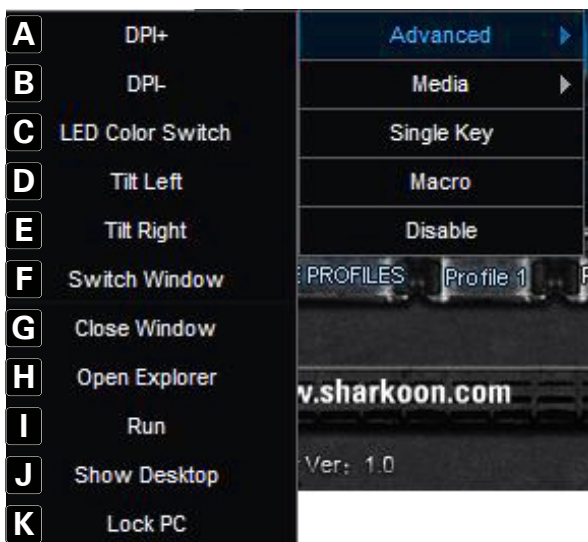 A DPI+
B DPI-
C LED Color Switch
D Tilt Left
E Tilt Right
F Switch Window
G Close Window
H Open Explorer
I Run
J Show Desktop
K Lock PC
Advanced
Media
Single Key
Macro
Disable
PROFILES Profile 1
.sharkoon.com
Ver: 1.0